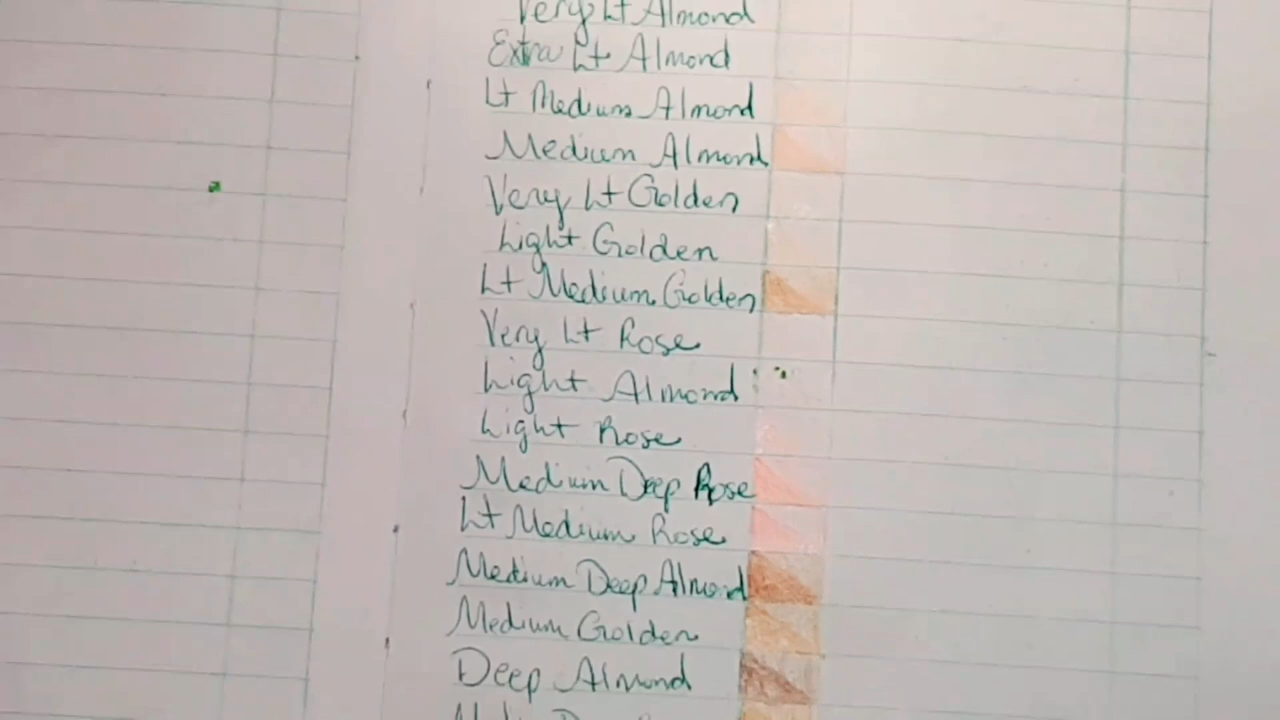 Very Lt Almond
Extra Lt Almond
Lt Medium Almond
Medium Almond
Very Lt Golden
Light Golden
Lt Medium Golden
Very Lt Rose
Light Almond
Light Rose
Medium Deep Rose
Lt Medium Rose
Medium Deep Almond
Medium Golden
Deep Almond